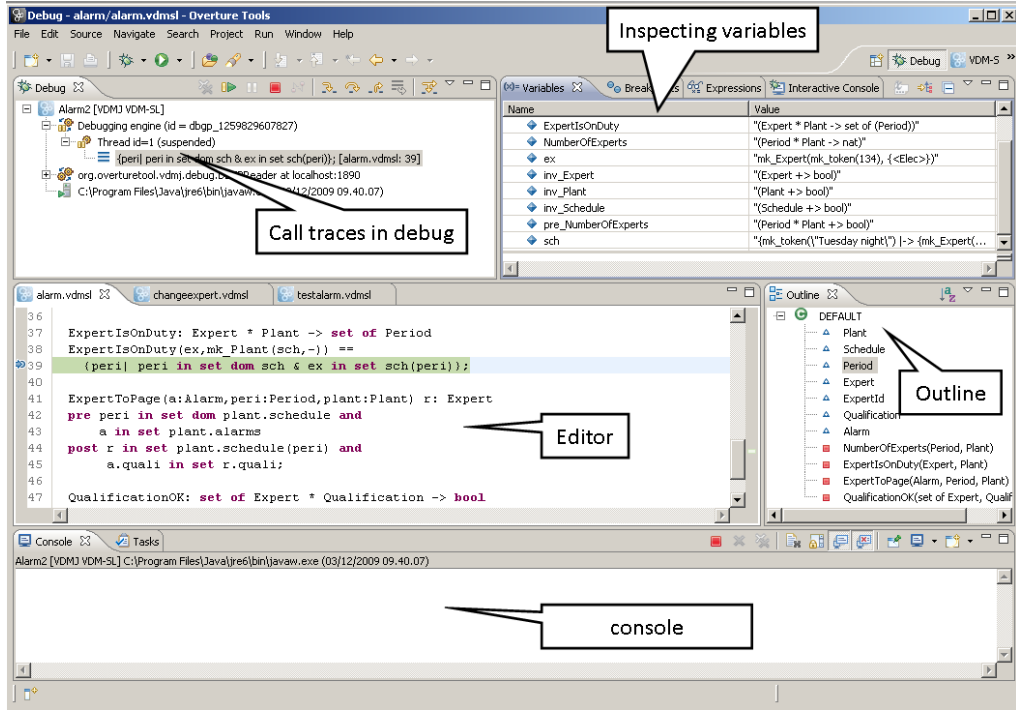 Debug - alarm/alarm.vdmsl - Overture Tools
File Edit Source Navigate Search Project Run Window Help
Inspecting variables
Debug VDM-S »
Debug
Alarm2 [VDMJ VDM-SL]
Debugging engine (id = dbgp_1259829607827)
Thread id=1 (suspended)
{peri| peri in set dom sch & ex in set sch(peri)}; [alarm.vdmsl: 39]
org.overturetool.vdmj.debug. Reader at localhost:1890
C:\Program Files\Java\jre6\bin\javaw. /12/2009 09.40.07)
Call traces in debug
(x)= Variables Break ts Expressions Interactive Console
Name Value
ExpertIsOnDuty "(Expert * Plant -> set of (Period))"
NumberOfExperts "(Period * Plant -> nat)"
ex "mk_Expert(mk_token(134), {<Elec>})"
inv_Expert "(Expert +> bool)"
inv_Plant "(Plant +> bool)"
inv_Schedule "(Schedule +> bool)"
pre_NumberOfExperts "(Period * Plant +> bool)"
sch "{mk_token(\"Tuesday night\") |-> {mk_Expert(...
alarm.vdmsl changeexpert.vdmsl testalarm.vdmsl
36
37 ExpertIsOnDuty: Expert * Plant -> set of Period
38 ExpertIsOnDuty(ex,mk_Plant(sch,-)) ==
39 {peri| peri in set dom sch & ex in set sch(peri)};
40
41 ExpertToPage(a:Alarm,peri:Period,plant:Plant) r: Expert
42 pre peri in set dom plant.schedule and
43 a in set plant.alarms
44 post r in set plant.schedule(peri) and
45 a.quali in set r.quali;
46
47 QualificationOK: set of Expert * Qualification -> bool
Editor
Outline
DEFAULT
Plant
Schedule
Period
Expert
ExpertId
Qualification
Alarm
NumberOfExperts(Period, Plant)
ExpertIsOnDuty(Expert, Plant)
ExpertToPage(Alarm, Period, Plant)
QualificationOK(set of Expert, Qualif
Outline
Console Tasks
Alarm2 [VDMJ VDM-SL] C:\Program Files\Java\jre6\bin\javaw.exe (03/12/2009 09.40.07)
console